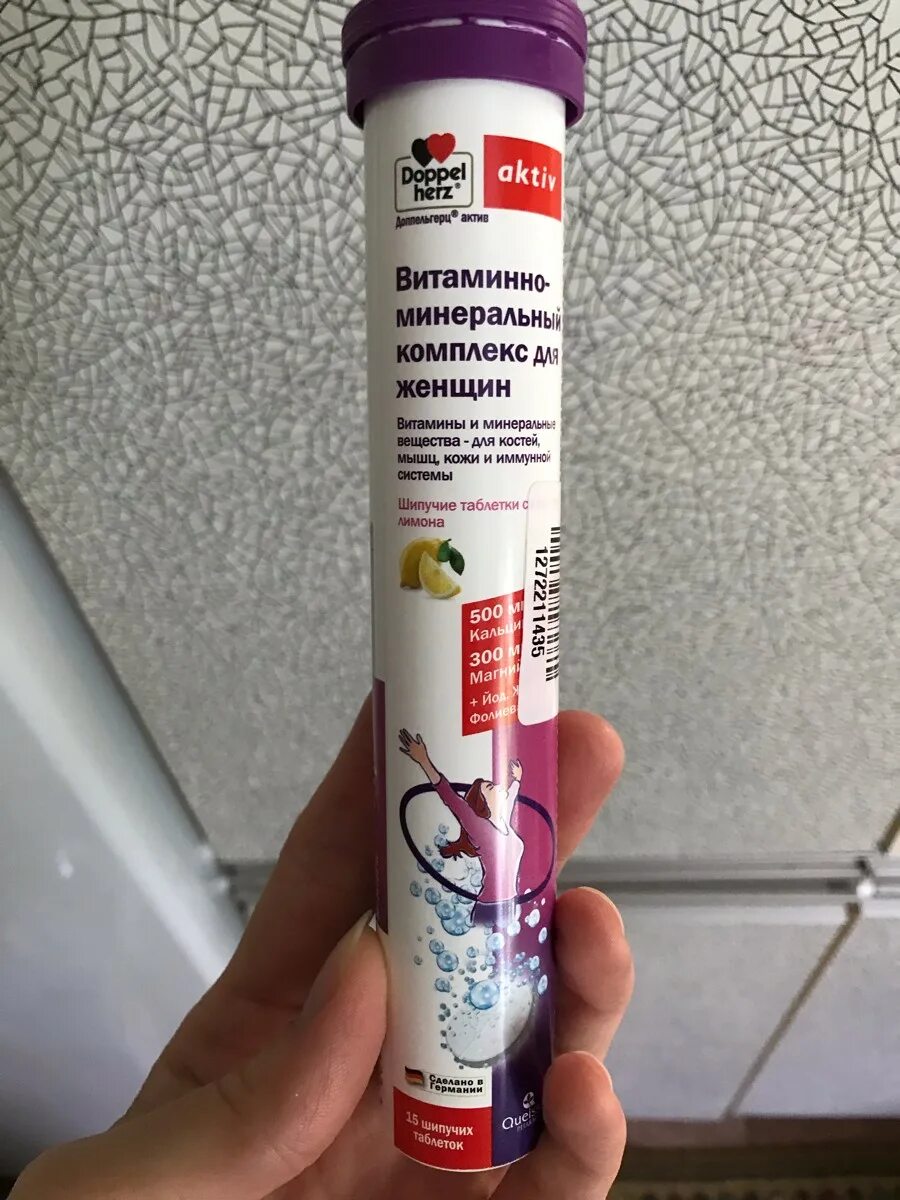 Doppel
herz®
aktiv
Доппельгерц® актив
Витаминно-
минеральный
комплекс для
женщин
Витамины и минеральные
вещества - для костей,
мышц, кожи и иммунной
системы
Шипучие таблетки
лимона
500
Кальци
300
Магний
+ Йод,
Фолиев
1272211435
Сделано в
Германии
15 шипучих
таблеток